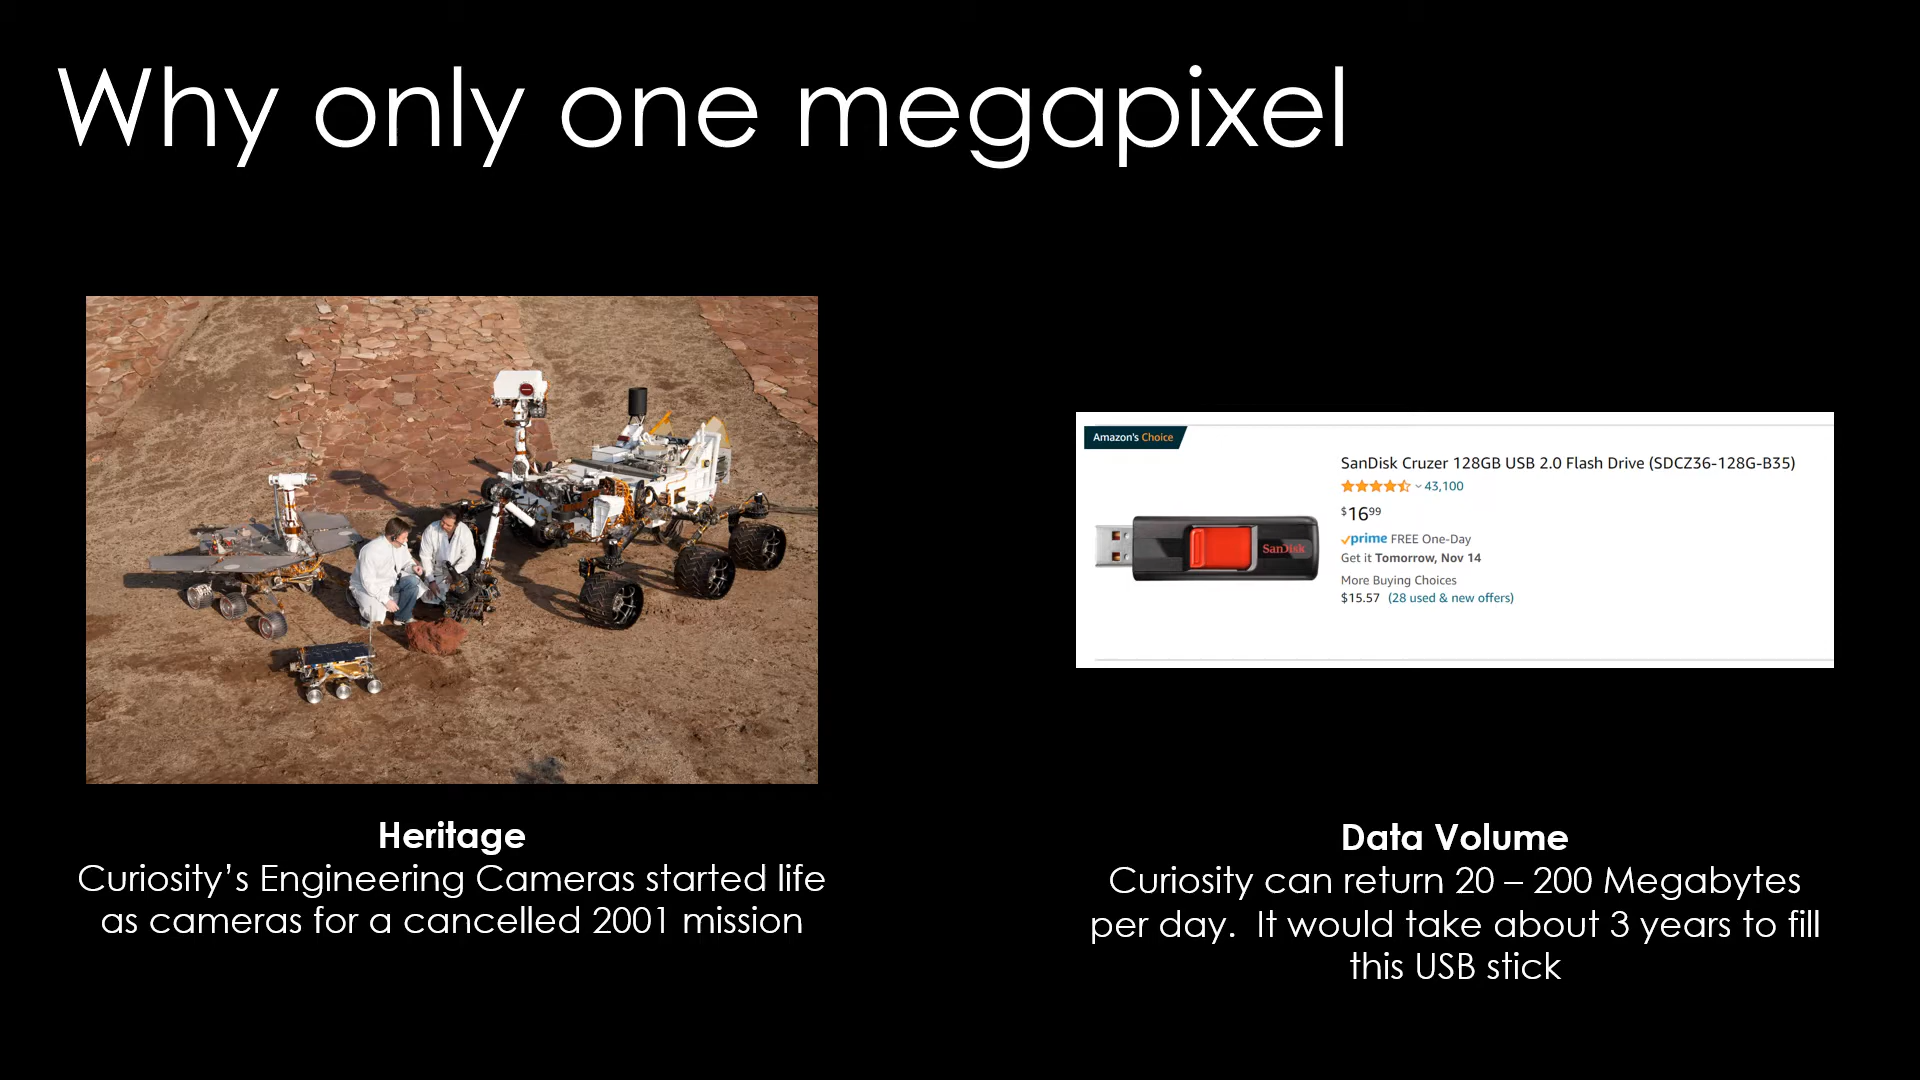 Why only one megapixel
Heritage
Curiosity’s Engineering Cameras started life
as cameras for a cancelled 2001 mission
Amazon's Choice
SanDisk
SanDisk Cruzer 128GB USB 2.0 Flash Drive (SDCZ36-128G-B35)
43,100
$1699
prime FREE One-Day
Get it Tomorrow, Nov 14
More Buying Choices
$15.57 (28 used & new offers)
Data Volume
Curiosity can return 20 – 200 Megabytes
per day.  It would take about 3 years to fill
this USB stick